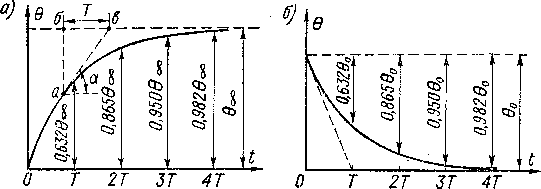 а)
θ
б
T
в
a
α
0,632θ∞
0,865θ∞
0,950θ∞
0,982θ∞
θ∞
0
T
2T
3T
4T
t
б)
θ
0,632θ₀
0,865θ₀
0,950θ₀
0,982θ₀
θ₀
0
T
2T
3T
4T
t